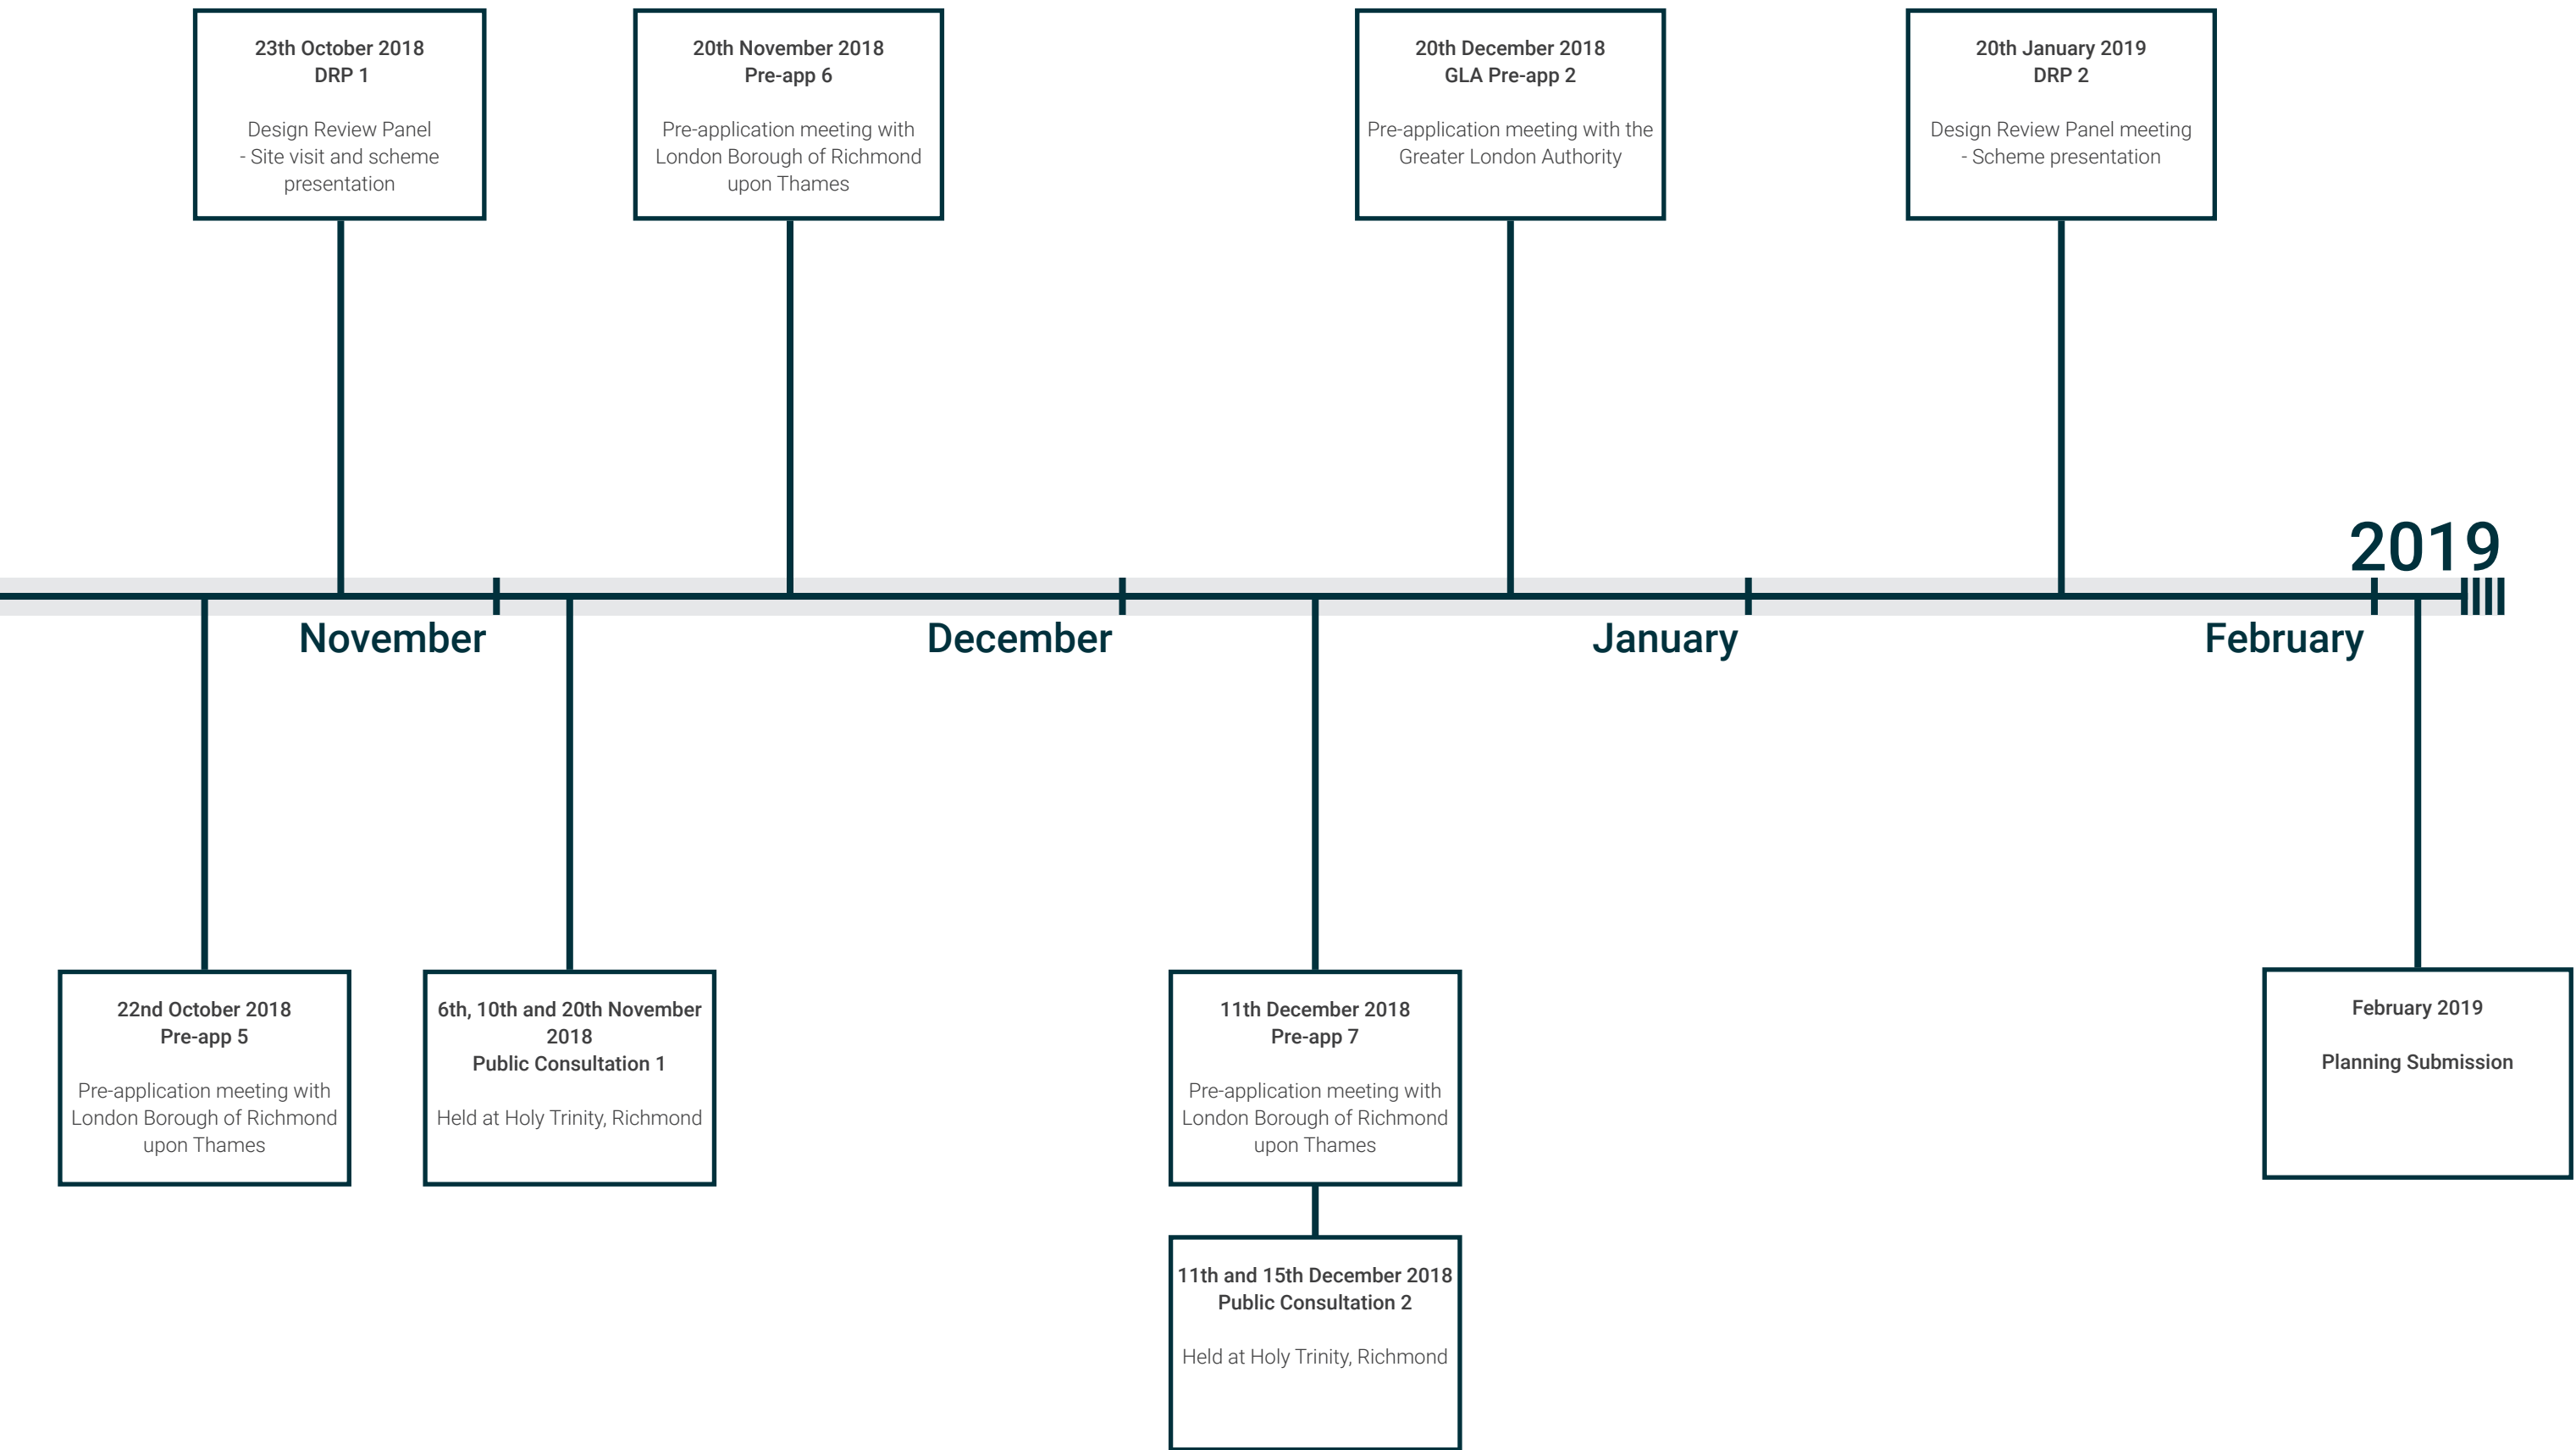 23th October 2018
DRP 1
Design Review Panel
- Site visit and scheme
presentation
20th November 2018
Pre-app 6
Pre-application meeting with
London Borough of Richmond
upon Thames
20th December 2018
GLA Pre-app 2
Pre-application meeting with the
Greater London Authority
20th January 2019
DRP 2
Design Review Panel meeting
- Scheme presentation
2019
November
December
January
February
22nd October 2018
Pre-app 5
Pre-application meeting with
London Borough of Richmond
upon Thames
6th, 10th and 20th November
2018
Public Consultation 1
Held at Holy Trinity, Richmond
11th December 2018
Pre-app 7
Pre-application meeting with
London Borough of Richmond
upon Thames
February 2019
Planning Submission
11th and 15th December 2018
Public Consultation 2
Held at Holy Trinity, Richmond